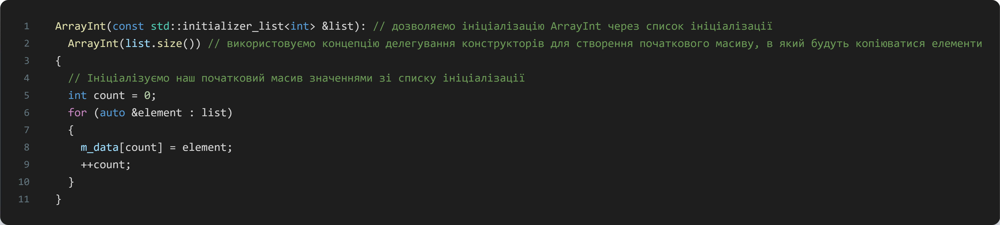 1 ArrayInt(const std::initializer_list<int> &list): // дозволяємо ініціалізацію ArrayInt через список ініціалізації
2 ArrayInt(list.size()) // використовуємо концепцію делегування конструкторів для створення початкового масиву, в який будуть копіюватися елементи
3 {
4 // Ініціалізуємо наш початковий масив значеннями зі списку ініціалізації
5 int count = 0;
6 for (auto &element : list)
7 {
8 m_data[count] = element;
9 ++count;
10 }
11 }